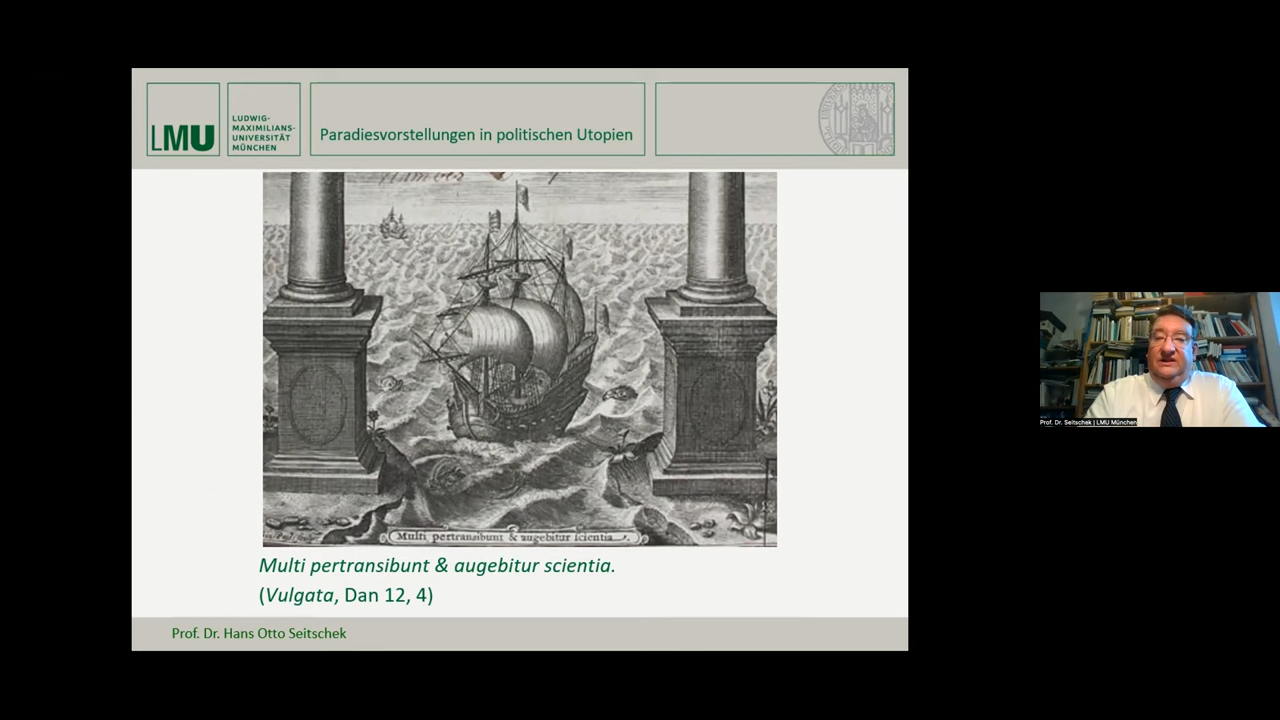 LMU
LUDWIG-
MAXIMILIANS-
UNIVERSITÄT
MÜNCHEN
Paradiesvorstellungen in politischen Utopien
Multi pertransibunt & augebitur scientia.
Multi pertransibunt & augebitur scientia.
(Vulgata, Dan 12, 4)
Prof. Dr. Hans Otto Seitschek
Prof. Dr. Seitschek | LMU München